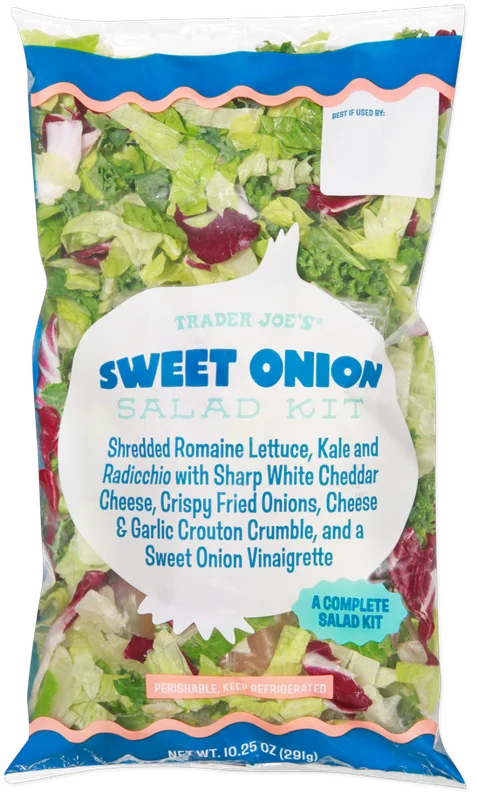 BEST IF USED BY:
TRADER JOE'S®
SWEET ONION
SALAD KIT
Shredded Romaine Lettuce, Kale and
Radicchio with Sharp White Cheddar
Cheese, Crispy Fried Onions, Cheese
& Garlic Crouton Crumble, and a
Sweet Onion Vinaigrette
A COMPLETE
SALAD KIT
PERISHABLE, KEEP REFRIGERATED
NET WT. 10.25 OZ (291g)